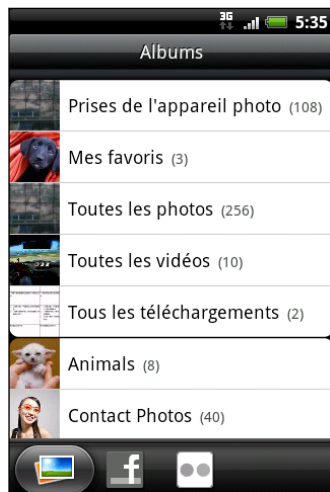 3G 5:35
Albums
Prises de l'appareil photo (108)
Mes favoris (3)
Toutes les photos (256)
Toutes les vidéos (10)
Tous les téléchargements (2)
Animals (8)
Contact Photos (40)
f